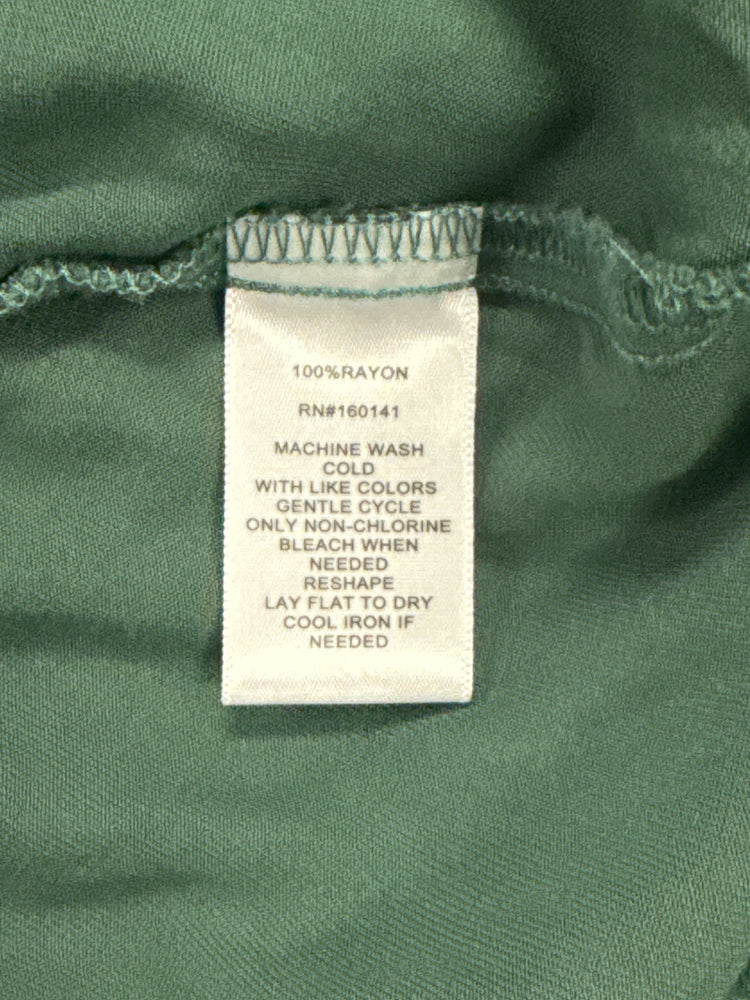 100%RAYON
RN#160141
MACHINE WASH
COLD
WITH LIKE COLORS
GENTLE CYCLE
ONLY NON-CHLORINE
BLEACH WHEN
NEEDED
RESHAPE
LAY FLAT TO DRY
COOL IRON IF
NEEDED